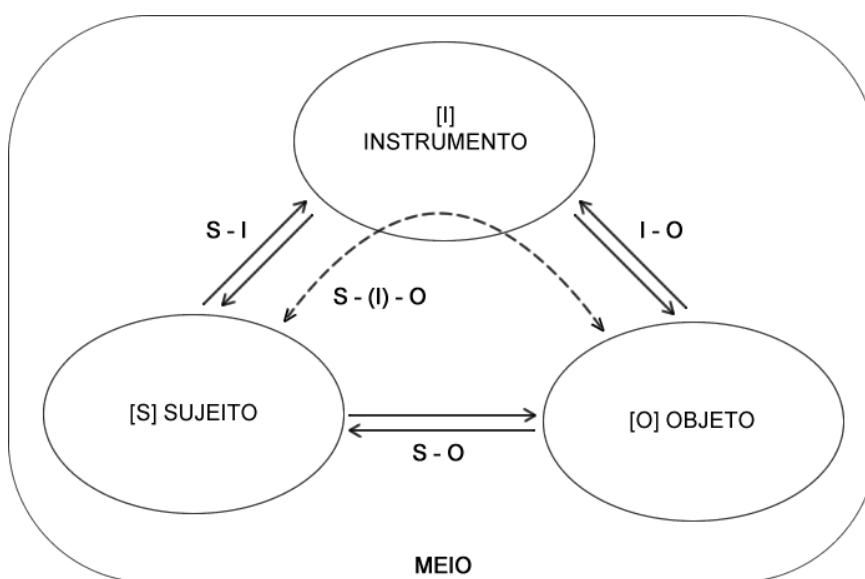 [I]
INSTRUMENTO
S - I
I - O
S - (I) - O
[S] SUJEITO
[O] OBJETO
S - O
MEIO